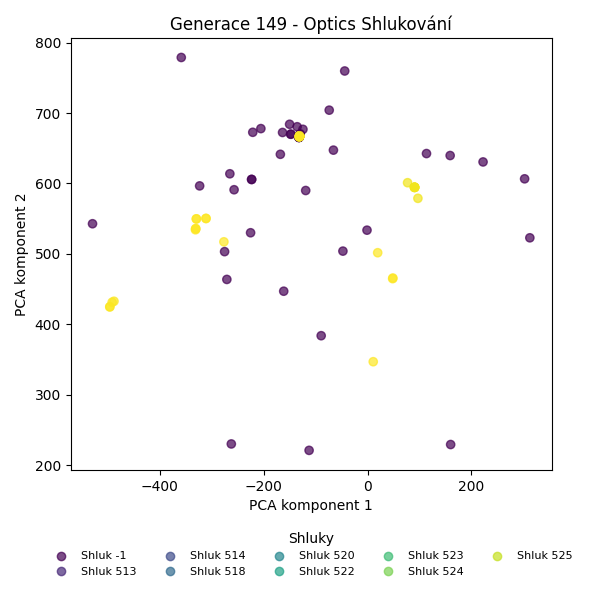 Generace 149 - Optics Shlukování
800
700
600
500
400
300
200
PCA komponent 2
−400 −200 0 200
PCA komponent 1
Shluky
Shluk -1 Shluk 514 Shluk 520 Shluk 523 Shluk 525
Shluk 513 Shluk 518 Shluk 522 Shluk 524